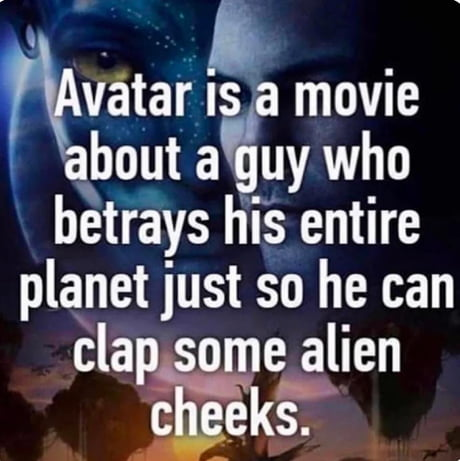 Avatar is a movie
about a guy who
betrays his entire
planet just so he can
clap some alien
cheeks.